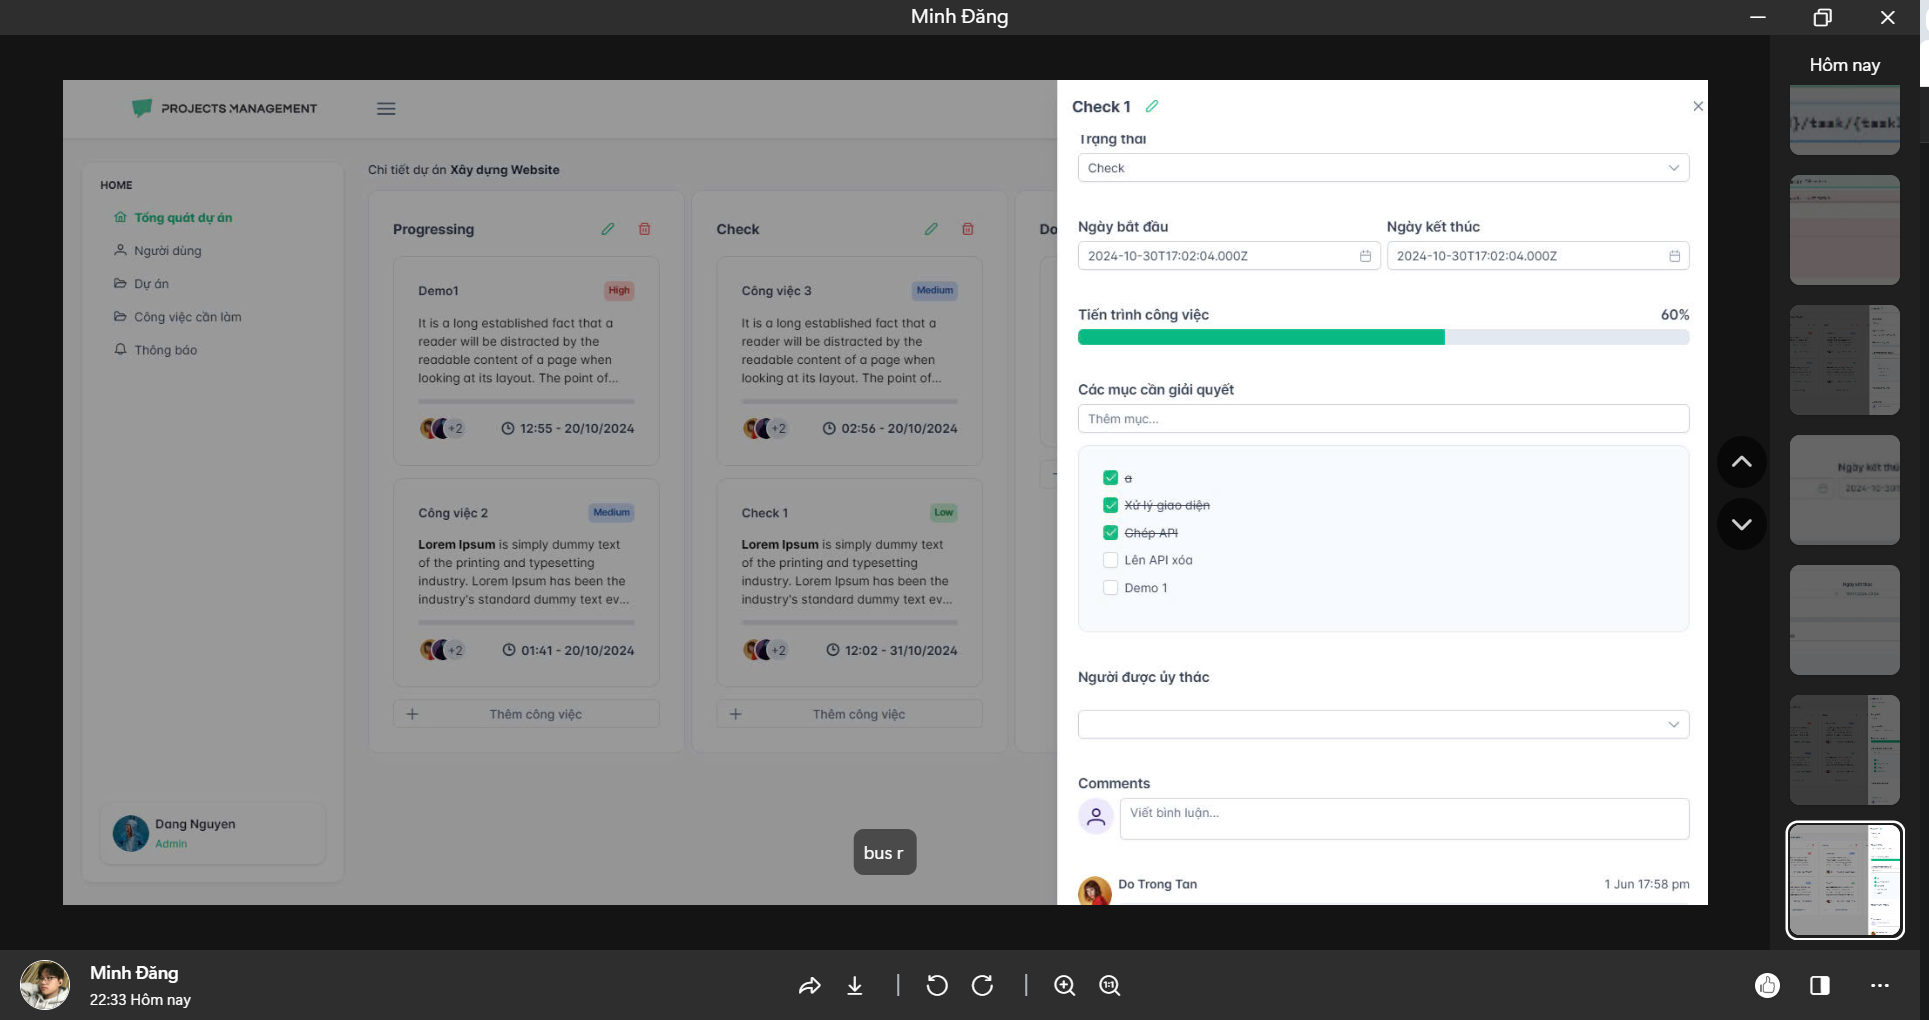 Minh Đăng
Hôm nay
PROJECTS MANAGEMENT
HOME
Tổng quát dự án
Người dùng
Dự án
Công việc cần làm
Thông báo
Dang Nguyen
Admin
Chi tiết dự án Xây dựng Website
Progressing
Demo1
High
It is a long established fact that a
reader will be distracted by the
readable content of a page when
looking at its layout. The point of...
+2
12:55 - 20/10/2024
Công việc 2
Medium
Lorem Ipsum is simply dummy text
of the printing and typesetting
industry. Lorem Ipsum has been the
industry's standard dummy text ev...
+2
01:41 - 20/10/2024
Thêm công việc
Check
Công việc 3
Medium
It is a long established fact that a
reader will be distracted by the
readable content of a page when
looking at its layout. The point of...
+2
02:56 - 20/10/2024
Check 1
Low
Lorem Ipsum is simply dummy text
of the printing and typesetting
industry. Lorem Ipsum has been the
industry's standard dummy text ev...
+2
12:02 - 31/10/2024
Thêm công việc
Do
Check 1
Trạng thái
Check
Ngày bắt đầu
Ngày kết thúc
2024-10-30T17:02:04.000Z
2024-10-30T17:02:04.000Z
Tiến trình công việc
60%
Các mục cần giải quyết
Thêm mục...
a
Xử lý giao diện
Ghép API
Lên API xóa
Demo 1
Người được ủy thác
Comments
Viết bình luận...
Do Trong Tan
1 Jun 17:58 pm
bus r
}/task/{task
Ngày kết thú
2024-10-30T
Minh Đăng
22:33 Hôm nay
1:1